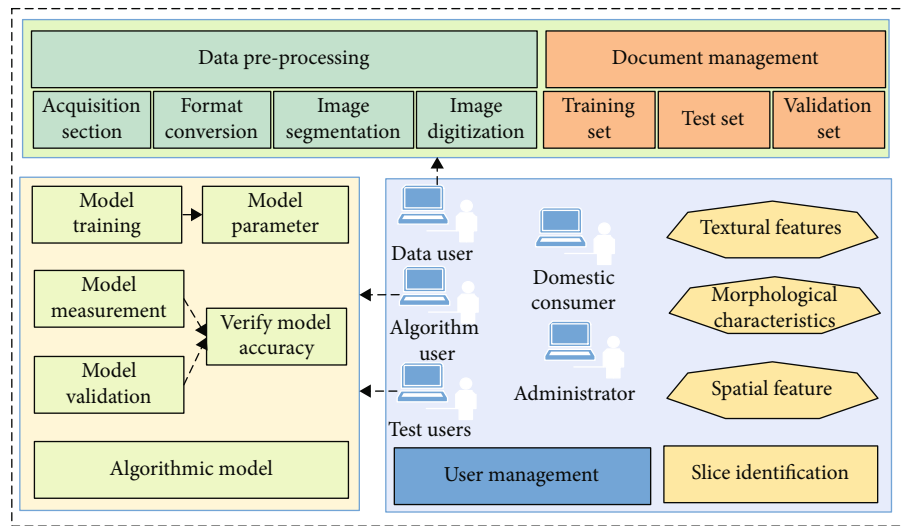 Data pre-processing
Document management
Acquisition
section
Format
conversion
Image
segmentation
Image
digitization
Training
set
Test set
Validation
set
Model
training
Model
parameter
Model
measurement
Verify model
accuracy
Model
validation
Algorithmic model
Data user
Algorithm
user
Test users
Domestic
consumer
Administrator
User management
Textural features
Morphological
characteristics
Spatial feature
Slice identification